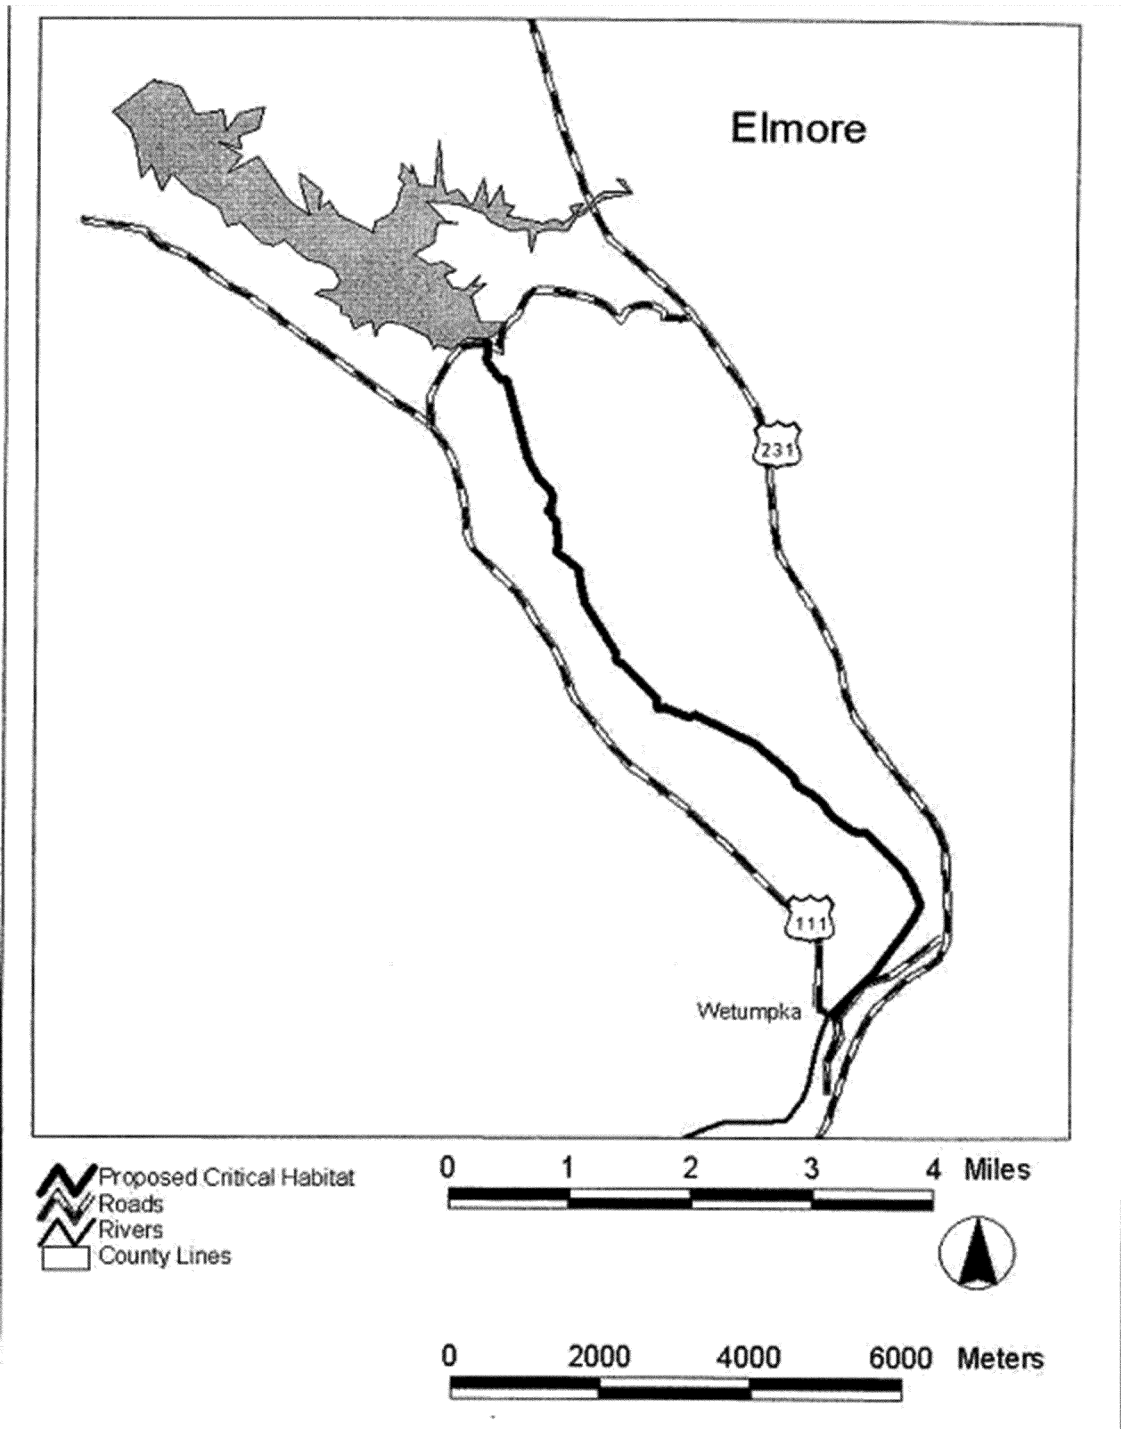 Elmore
231
111
Wetumpka
Proposed Critical Habitat
Roads
Rivers
County Lines
0 1 2 3 4 Miles
0 2000 4000 6000 Meters